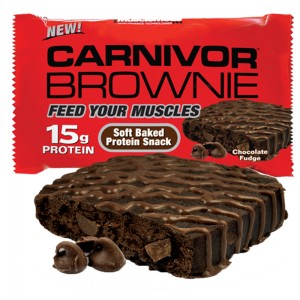 NEW!
CARNIVOR
BROWNIE
FEED YOUR MUSCLES
15g
PROTEIN
Soft Baked
Protein Snack
Chocolate
Fudge